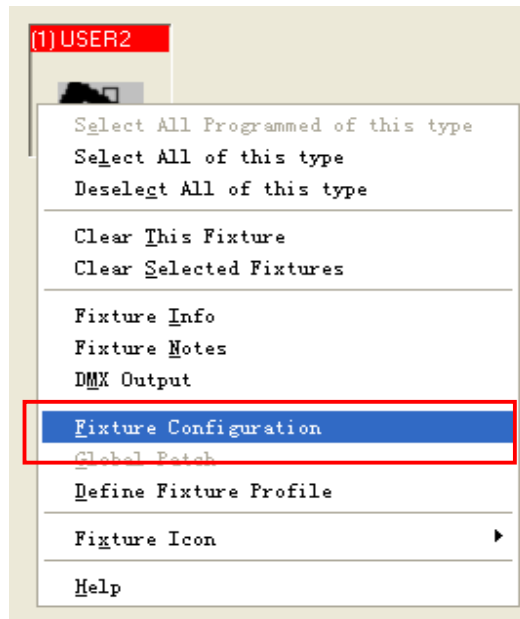 (1) USER2
Select All Programmed of this type
Select All of this type
Deselect All of this type
Clear This Fixture
Clear Selected Fixtures
Fixture Info
Fixture Notes
DMX Output
Fixture Configuration
Global Patch
Define Fixture Profile
Fixture Icon
Help